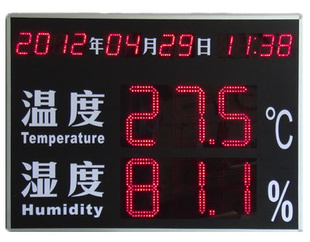 2012年04月29日 11:38
温度 27.5 ℃
Temperature
湿度 81.1 %
Humidity